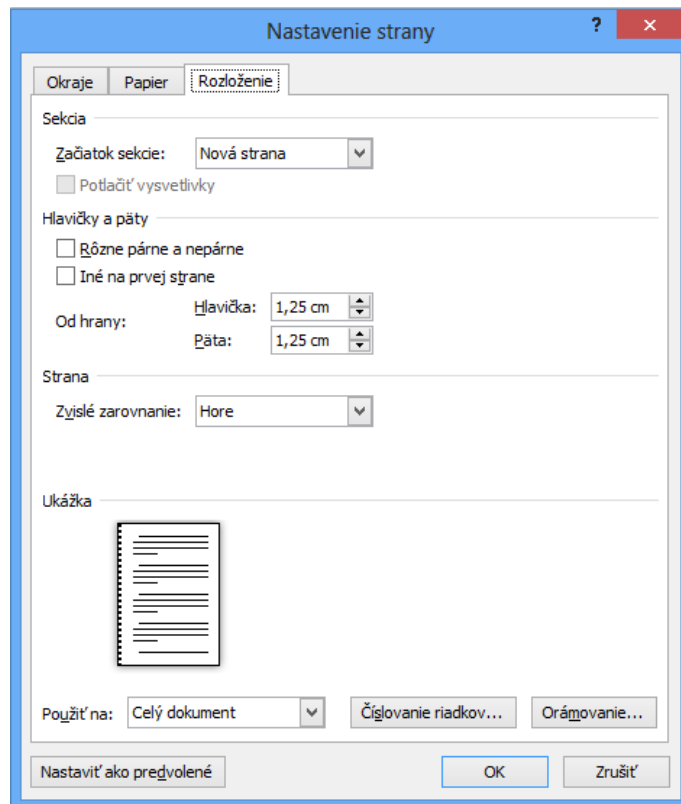 Nastavenie strany
Okraje Papier Rozloženie
Sekcia
Začiatok sekcie: Nová strana
Potlačiť vysvetlivky
Hlavičky a päty
Rôzne párne a nepárne
Iné na prvej strane
Od hrany:
Hlavička: 1,25 cm
Päta: 1,25 cm
Strana
Zvislé zarovnanie: Hore
Ukážka
Použiť na: Celý dokument Číslovanie riadkov... Orámovanie...
Nastaviť ako predvolené OK Zrušiť